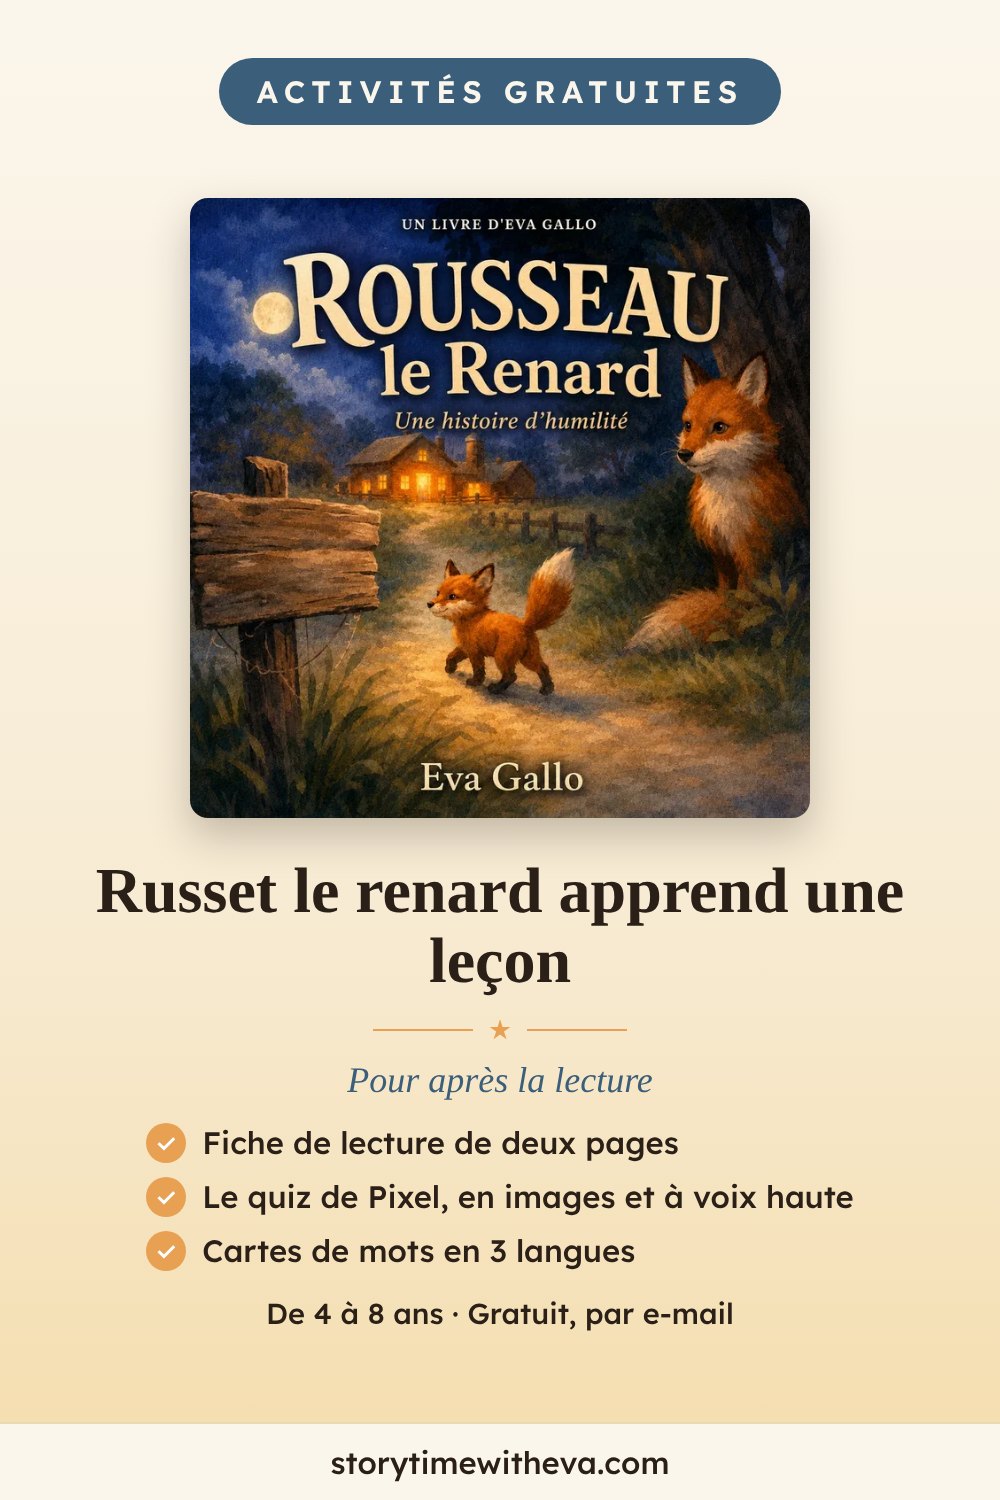 ACTIVITÉS GRATUITES
UN LIVRE D'EVA GALLO
ROUSSEAU
le Renard
Une histoire d’humilité
Eva Gallo
Russet le renard apprend une
leçon
Pour après la lecture
Fiche de lecture de deux pages
Le quiz de Pixel, en images et à voix haute
Cartes de mots en 3 langues
De 4 à 8 ans · Gratuit, par e-mail
storytimewitheva.com